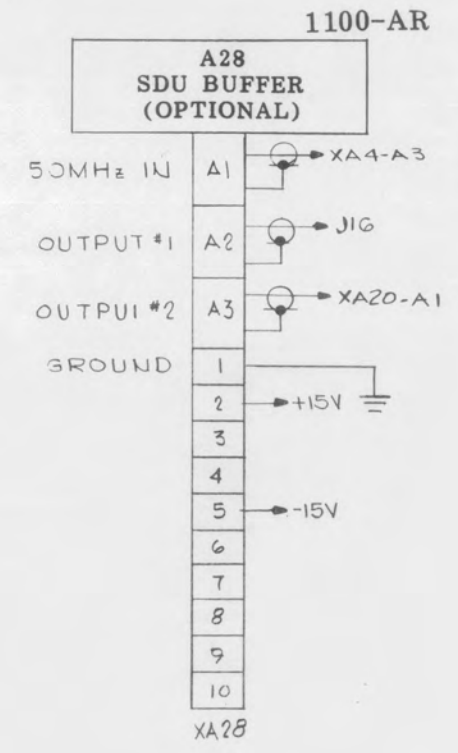 1100-AR
A28
SDU BUFFER
(OPTIONAL)
50MHz IN A1 XA4-A3
OUTPUT #1 A2 J16
OUTPUT #2 A3 XA20-A1
GROUND 1
2 +15V
3
4
5 -15V
6
7
8
9
10
XA28